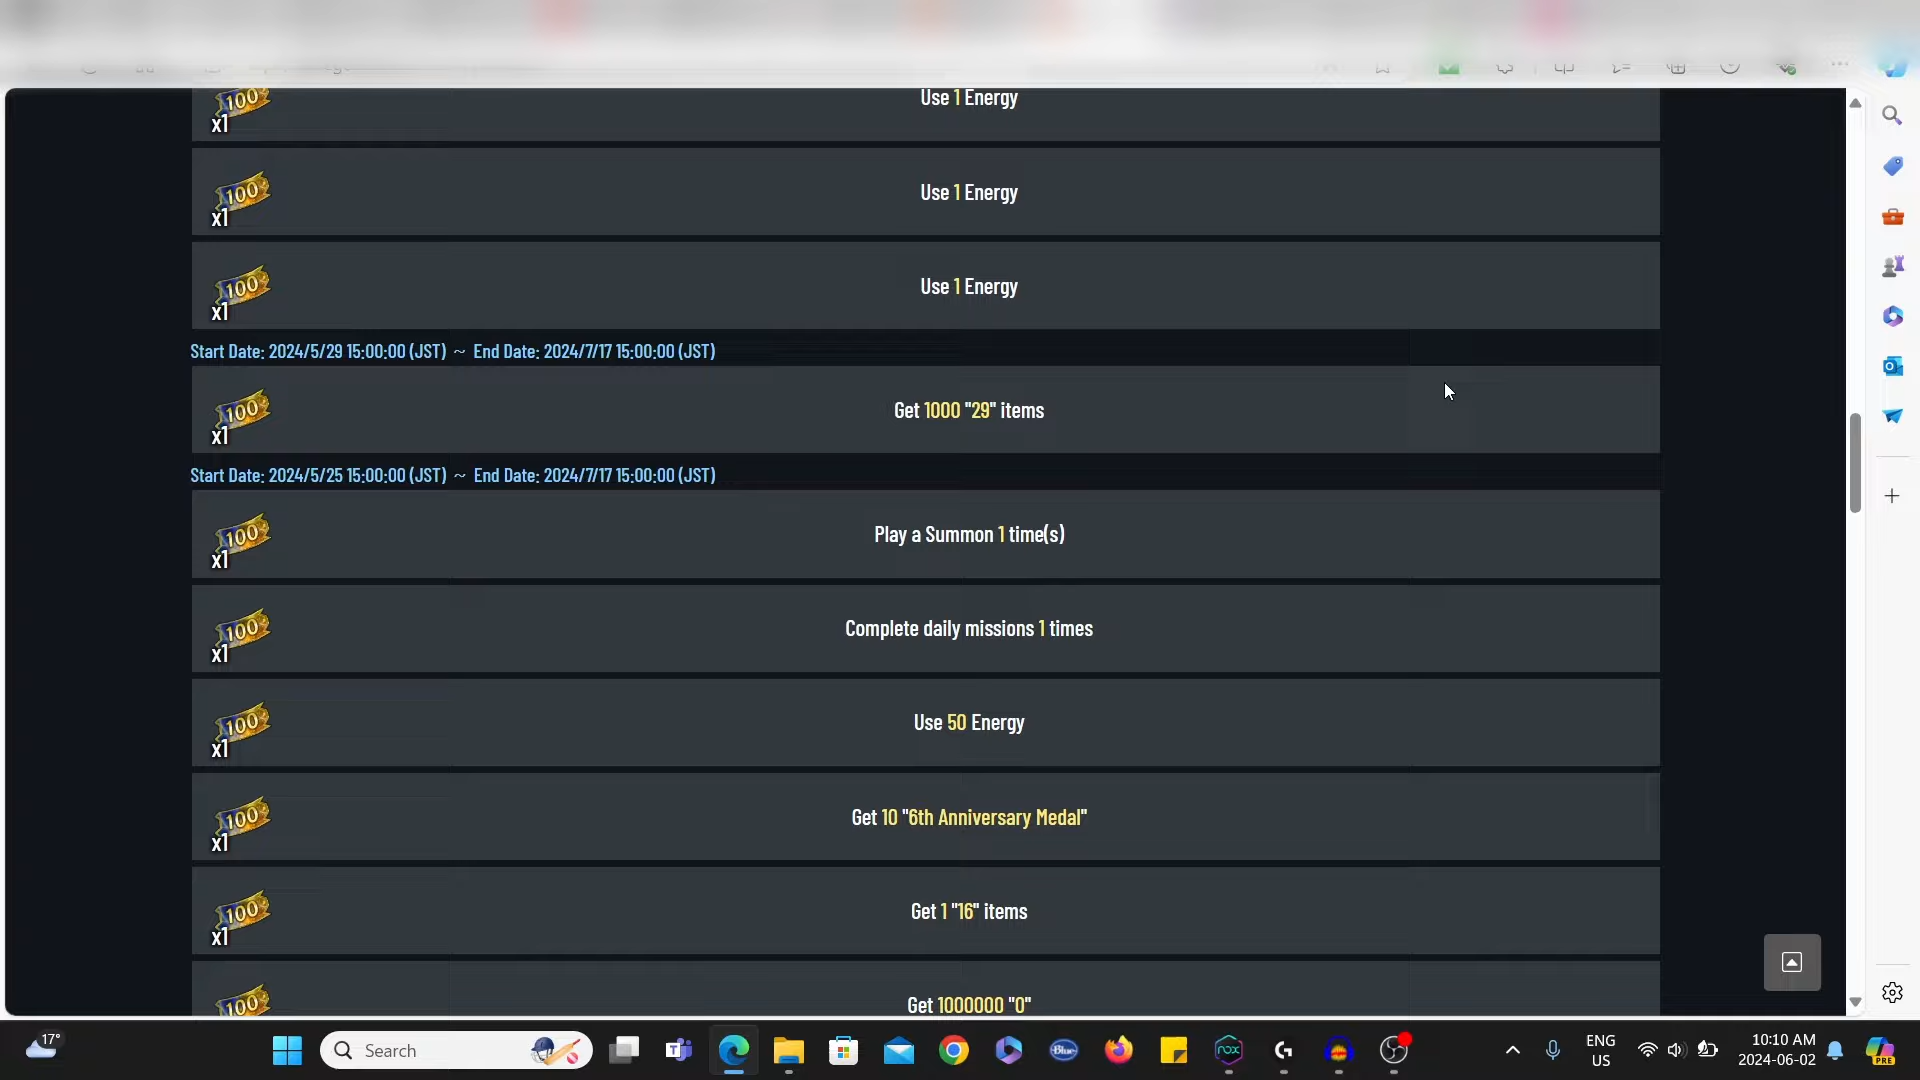 100
x1
Use 1 Energy
100
x1
Use 1 Energy
100
x1
Use 1 Energy
Start Date: 2024/5/29 15:00:00 (JST) ~ End Date: 2024/7/17 15:00:00 (JST)
100
x1
Get 1000 "29" items
Start Date: 2024/5/25 15:00:00 (JST) ~ End Date: 2024/7/17 15:00:00 (JST)
100
x1
Play a Summon 1 time(s)
100
x1
Complete daily missions 1 times
100
x1
Use 50 Energy
100
x1
Get 10 "6th Anniversary Medal"
100
x1
Get 1 "16" items
100
Get 1000000 "0"
17°
Search
Blue
nox
ENG
US
10:10 AM
2024-06-02
PRE